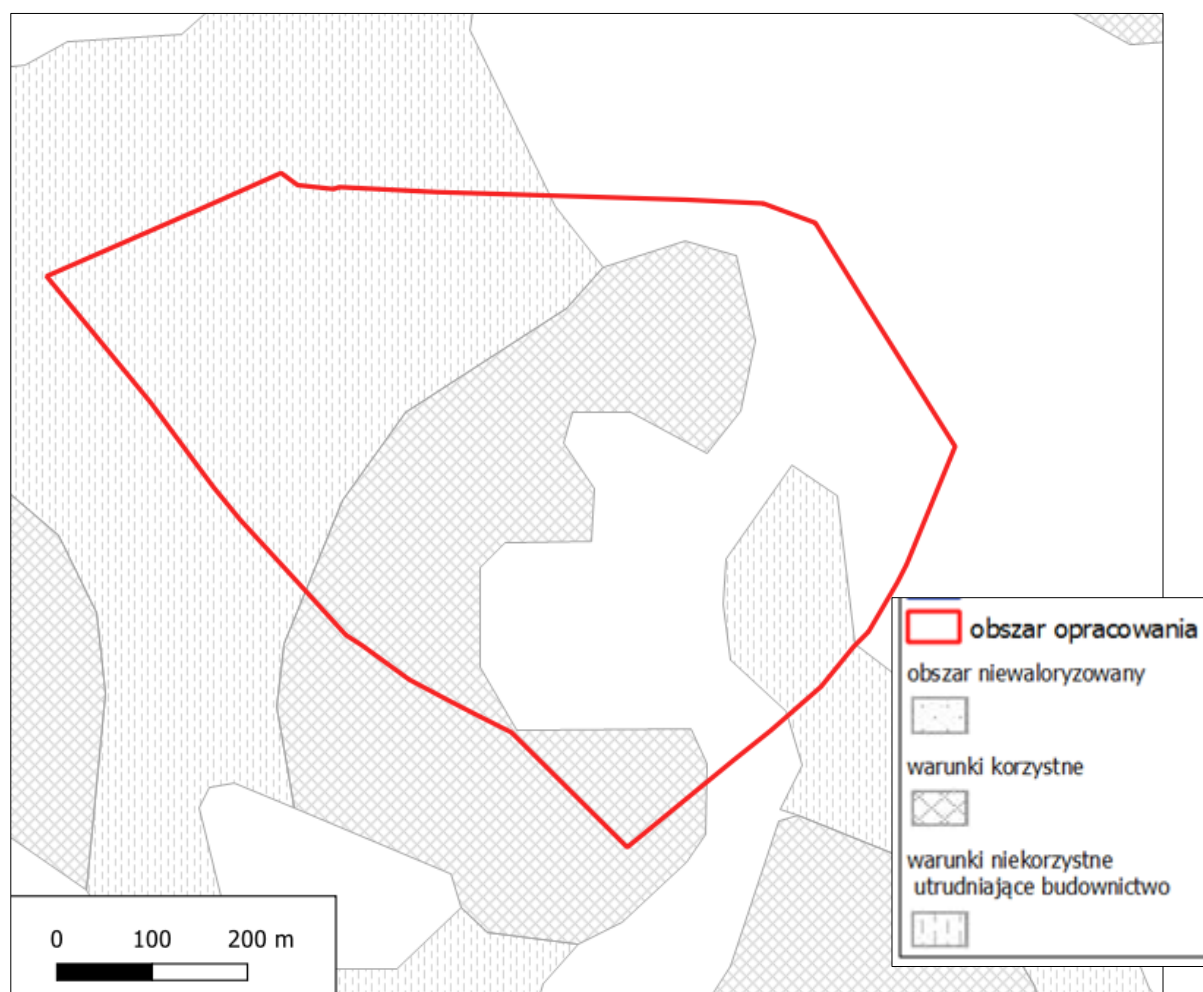 obszar opracowania
obszar niewaloryzowany
warunki korzystne
warunki niekorzystne
utrudniające budownictwo
0 100 200 m